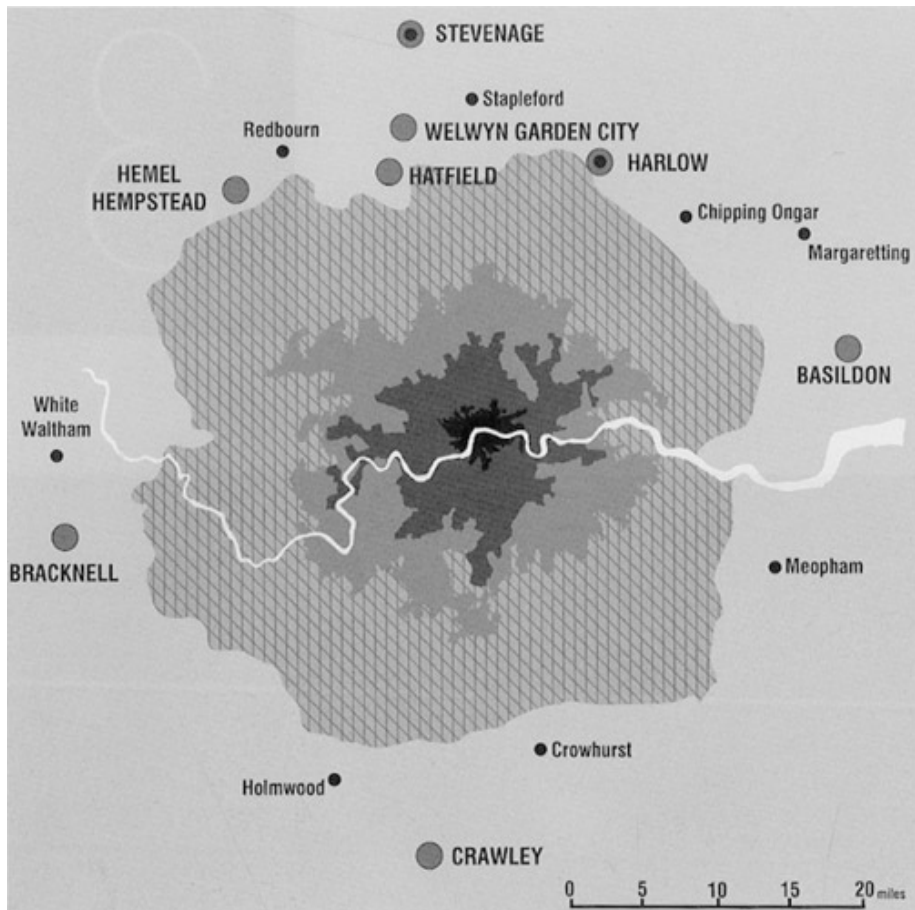 STEVENAGE
Stapleford
Redbourn
WELWYN GARDEN CITY
HEMEL
HEMPSTEAD
HATFIELD
HARLOW
Chipping Ongar
Margaretting
BASILDON
White
Waltham
BRACKNELL
Meopham
Crowhurst
Holmwood
CRAWLEY
0 5 10 15 20 miles